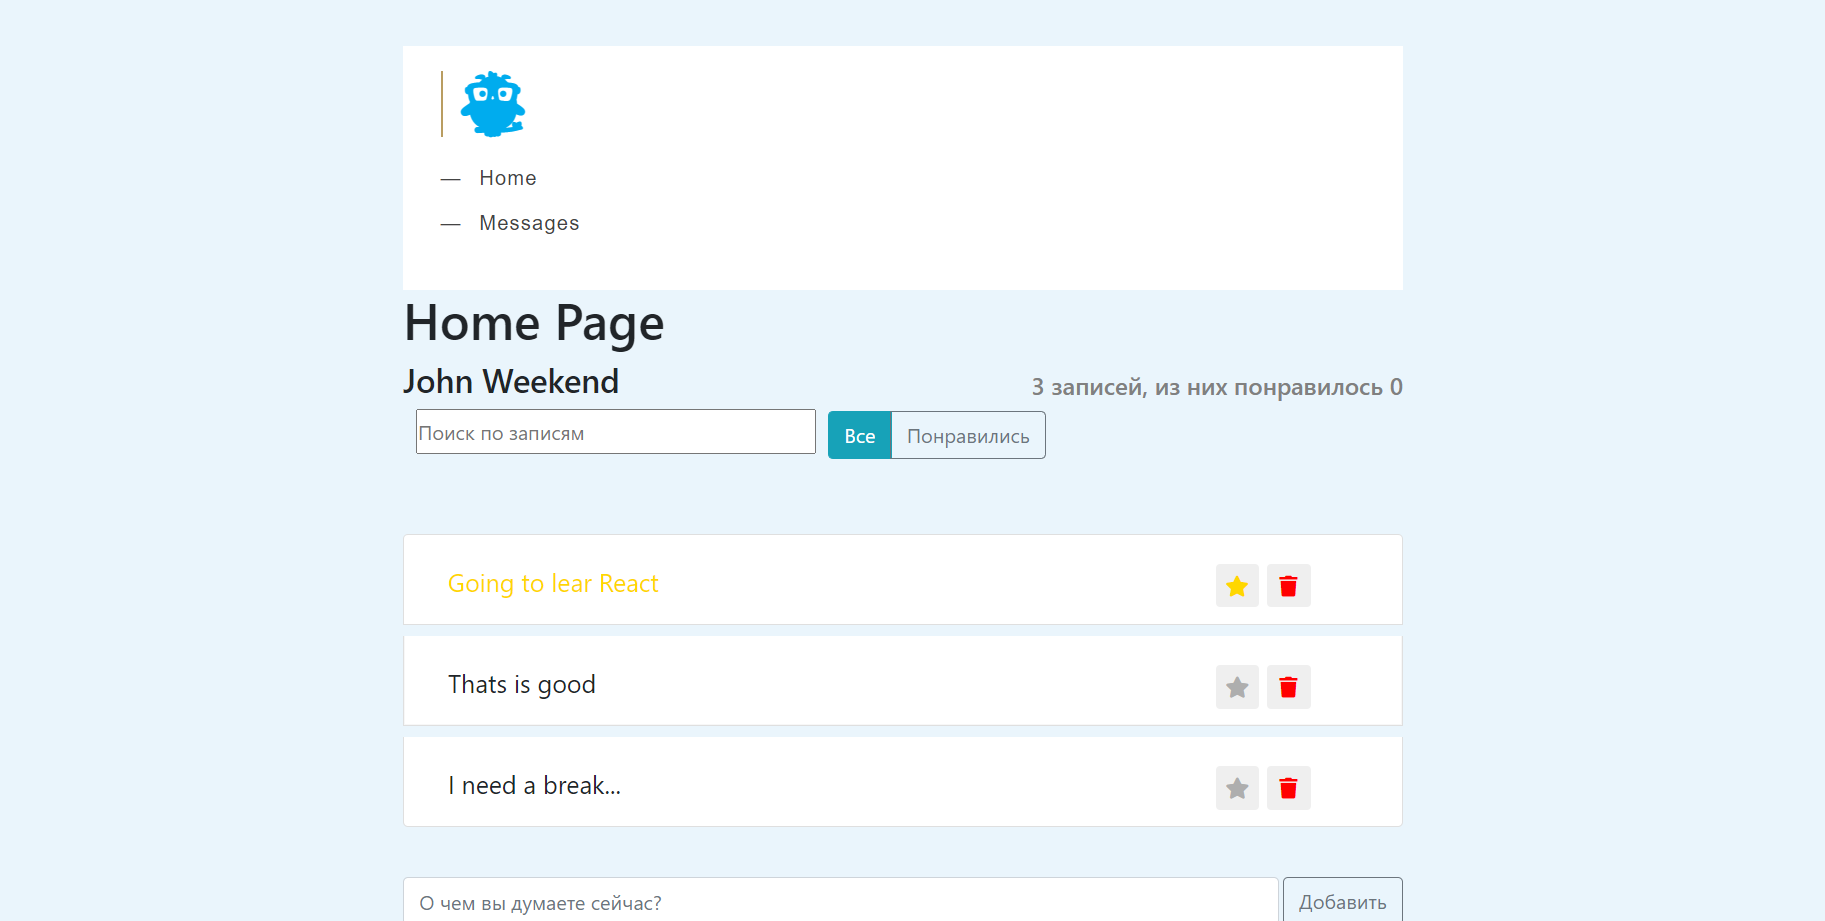 — Home
— Messages
Home Page
John Weekend
3 записей, из них понравилось 0
Поиск по записям
Все
Понравились
Going to lear React
Thats is good
I need a break...
О чем вы думаете сейчас?
Добавить